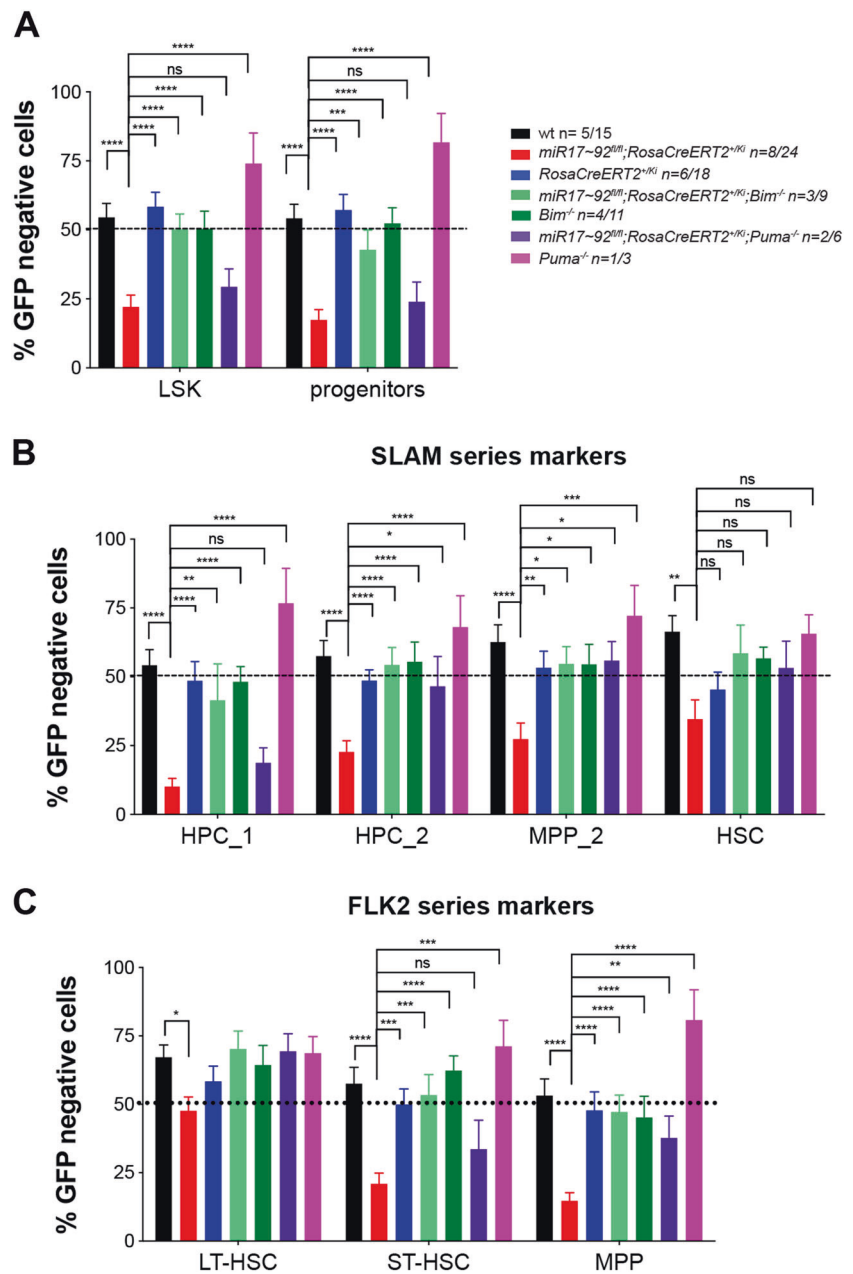 A
****
****
ns
ns
****
****
****
***
****
****
****
****
100
75
50
25
0
% GFP negative cells
LSK
progenitors
wt n= 5/15
miR17~92fl/fl;RosaCreERT2+/Ki n=8/24
RosaCreERT2+/Ki n=6/18
miR17~92fl/fl;RosaCreERT2+/Ki;Bim-/- n=3/9
Bim-/- n=4/11
miR17~92fl/fl;RosaCreERT2+/Ki;Puma-/- n=2/6
Puma-/- n=1/3
B
SLAM series markers
****
****
***
ns
ns
*
*
ns
****
****
*
ns
**
****
*
ns
****
****
**
ns
****
****
****
**
100
75
50
25
0
% GFP negative cells
HPC_1
HPC_2
MPP_2
HSC
C
FLK2 series markers
***
****
ns
**
****
****
***
****
*
***
****
****
****
100
75
50
25
0
% GFP negative cells
LT-HSC
ST-HSC
MPP